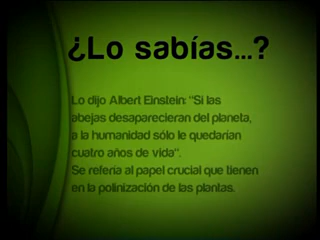 ¿Lo sabías...?
Lo dijo Albert Einstein: "Si las
abejas desaparecieran del planeta,
a la humanidad sólo le quedarían
cuatro años de vida".
Se refería al papel crucial que tienen
en la polinización de las plantas.